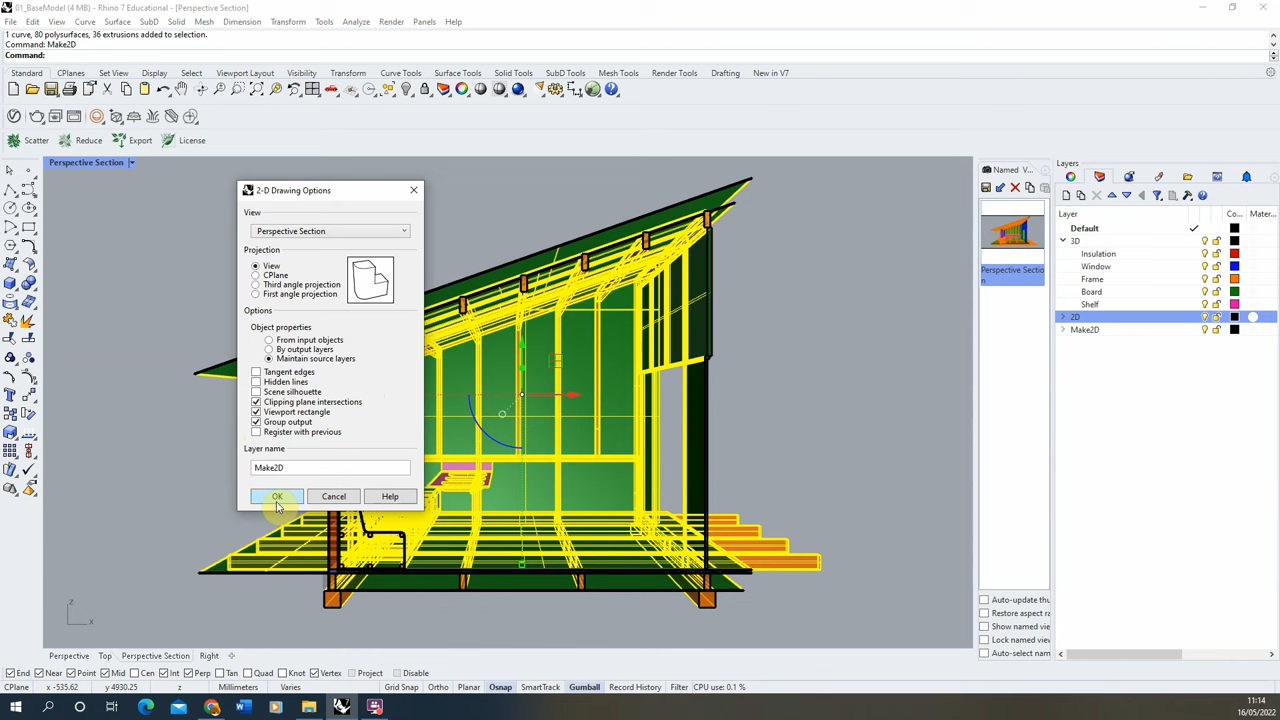 01_BaseModel (4 MB) - Rhino 7 Educational - [Perspective Section]
File Edit View Curve Surface SubD Solid Mesh Dimension Transform Tools Analyze Render Panels Help
1 curve, 80 polysurfaces, 36 extrusions added to selection.
Command: Make2D
Command:
Standard CPlanes Set View Display Select Viewport Layout Visibility Transform Curve Tools Surface Tools Solid Tools SubD Tools Mesh Tools Render Tools Drafting New in V7
Scatter Reduce Export License
Perspective Section
2-D Drawing Options
View
Perspective Section
Projection
View
CPlane
Third angle projection
First angle projection
Options
Object properties
From input objects
By output layers
Maintain source layers
Tangent edges
Hidden lines
Scene silhouette
Clipping plane intersections
Viewport rectangle
Group output
Register with previous
Layer name
Make2D
OK Cancel Help
z
x
Named V...
Perspective Sectio
n
Auto-update thu
Restore aspect ra
Show named view
Lock named view
Auto-select nam
Layers
Layer Co... Mater...
Default
3D
Insulation
Window
Frame
Board
Shelf
2D
Make2D
Perspective Top Perspective Section Right
End Near Point Mid Cen Int Perp Tan Quad Knot Vertex Project Disable
CPlane x -535.62 y 4930.25 z Millimeters Varies Grid Snap Ortho Planar Osnap SmartTrack Gumball Record History Filter CPU use: 0.1 %
11:14
16/05/2022